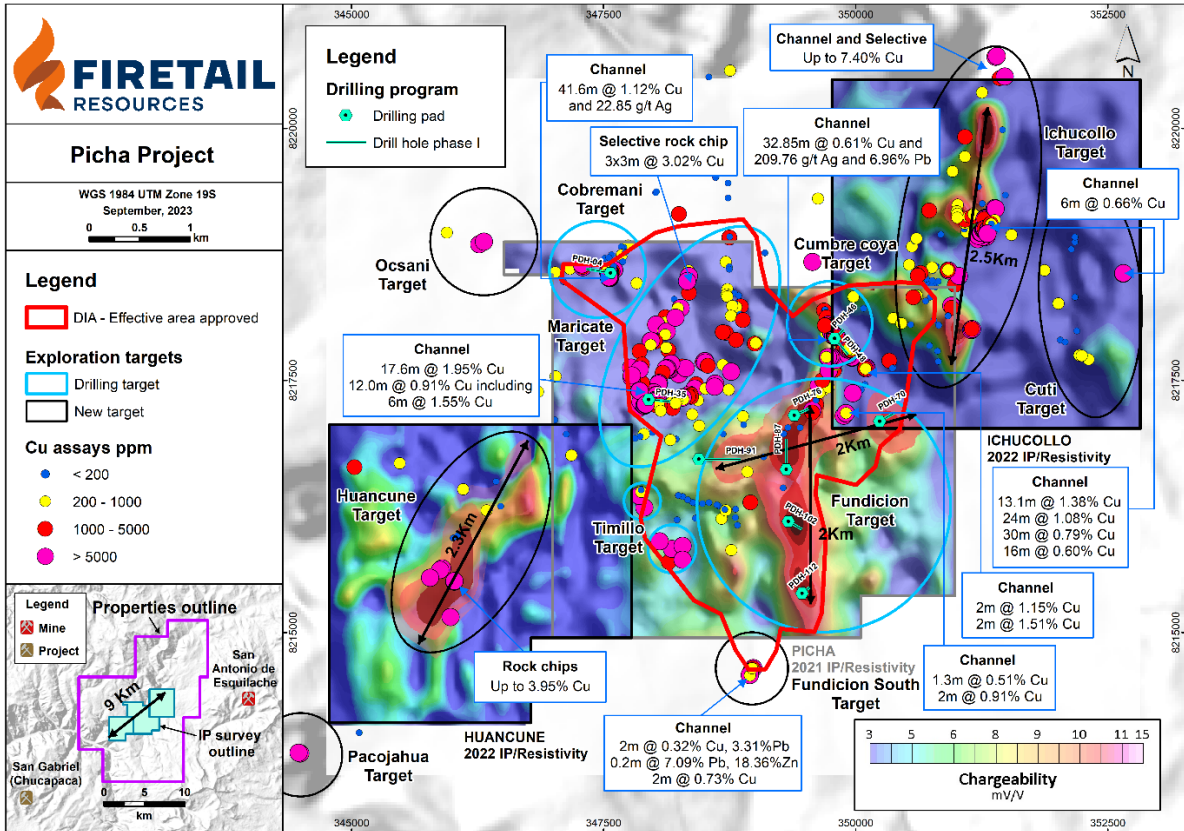 FIRETAIL
RESOURCES
Picha Project
WGS 1984 UTM Zone 19S
September, 2023
0 0.5 1
km
Legend
DIA - Effective area approved
Exploration targets
Drilling target
New target
Cu assays ppm
< 200
200 - 1000
1000 - 5000
> 5000
Legend
Mine
Project
Properties outline
San
Antonio de
Esquilache
9 Km
IP survey
outline
San Gabriel
(Chucapaca)
0 5 10
km
345000
347500
350000
352500
8220000
8217500
8215000
Legend
Drilling program
Drilling pad
Drill hole phase I
Channel
41.6m @ 1.12% Cu
and 22.85 g/t Ag
Selective rock chip
3x3m @ 3.02% Cu
Channel
32.85m @ 0.61% Cu and
209.76 g/t Ag and 6.96% Pb
Channel and Selective
Up to 7.40% Cu
N
Ichucollo
Target
Channel
6m @ 0.66% Cu
Cobremani
Target
PDH-04
Ocsani
Target
Maricate
Target
Cumbre coya
Target
2.5Km
PDH-46
PDH-48
Channel
17.6m @ 1.95% Cu
12.0m @ 0.91% Cu including
6m @ 1.55% Cu
PDH-35
PDH-76
PDH-70
PDH-87
PDH-91
2Km
Cuti
Target
ICHUCOLLO
2022 IP/Resistivity
Huancune
Target
2.3Km
Timillo
Target
Fundicion
Target
PDH-102
2Km
PDH-112
Channel
13.1m @ 1.38% Cu
24m @ 1.08% Cu
30m @ 0.79% Cu
16m @ 0.60% Cu
Channel
2m @ 1.15% Cu
2m @ 1.51% Cu
Channel
1.3m @ 0.51% Cu
2m @ 0.91% Cu
Rock chips
Up to 3.95% Cu
PICHA
2021 IP/Resistivity
Fundicion South
Target
HUANCUNE
2022 IP/Resistivity
Channel
2m @ 0.32% Cu, 3.31%Pb
0.2m @ 7.09% Pb, 18.36%Zn
2m @ 0.73% Cu
Pacojahua
Target
3 5 6 8 9 10 11 15
Chargeability
mV/V
345000
347500
350000
352500
8220000
8217500
8215000